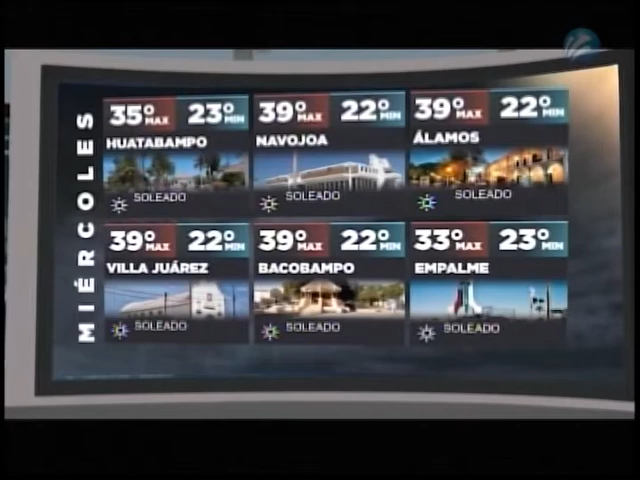 MIÉRCOLES
35° MAX 23° MIN
HUATABAMPO
SOLEADO
39° MAX 22° MIN
NAVOJOA
SOLEADO
39° MAX 22° MIN
ÁLAMOS
SOLEADO
39° MAX 22° MIN
VILLA JUÁREZ
SOLEADO
39° MAX 22° MIN
BACOBAMPO
SOLEADO
33° MAX 23° MIN
EMPALME
SOLEADO